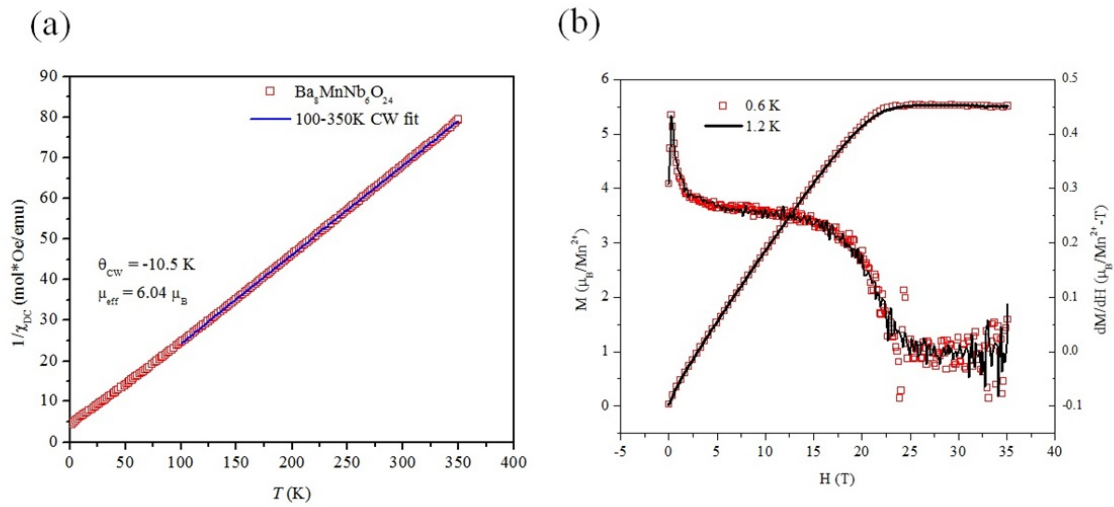 (a)
(b)
90
80
70
60
50
40
30
20
10
0
1/χDC (mol*Oe/emu)
Ba8MnNb6O24
100-350K CW fit
θCW = -10.5 K
μeff = 6.04 μB
0 50 100 150 200 250 300 350 400
T (K)
6
5
4
3
2
1
0
M (μB/Mn2+)
0.6 K
1.2 K
0.5
0.4
0.3
0.2
0.1
0.0
-0.1
dM/dH (μB/Mn2+-T)
-5 0 5 10 15 20 25 30 35 40
H (T)